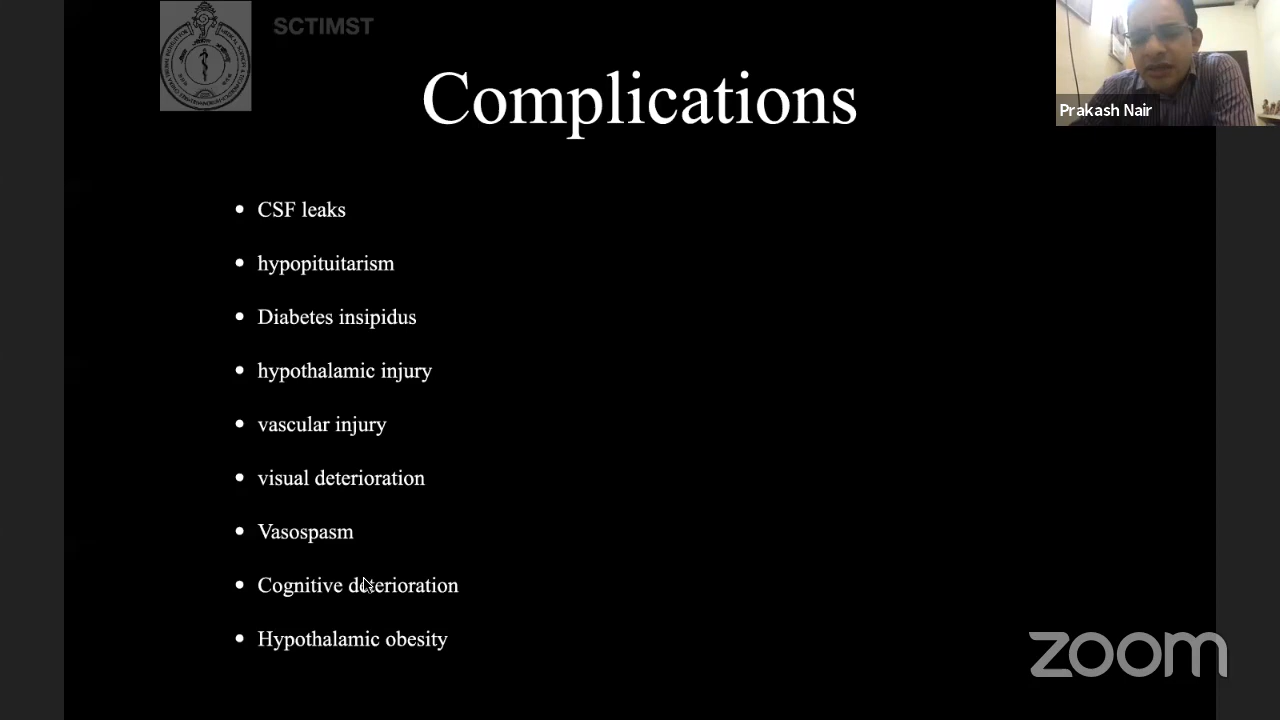 SCTIMST
Complications
Prakash Nair
• CSF leaks
• hypopituitarism
• Diabetes insipidus
• hypothalamic injury
• vascular injury
• visual deterioration
• Vasospasm
• Cognitive deterioration
• Hypothalamic obesity
zoom